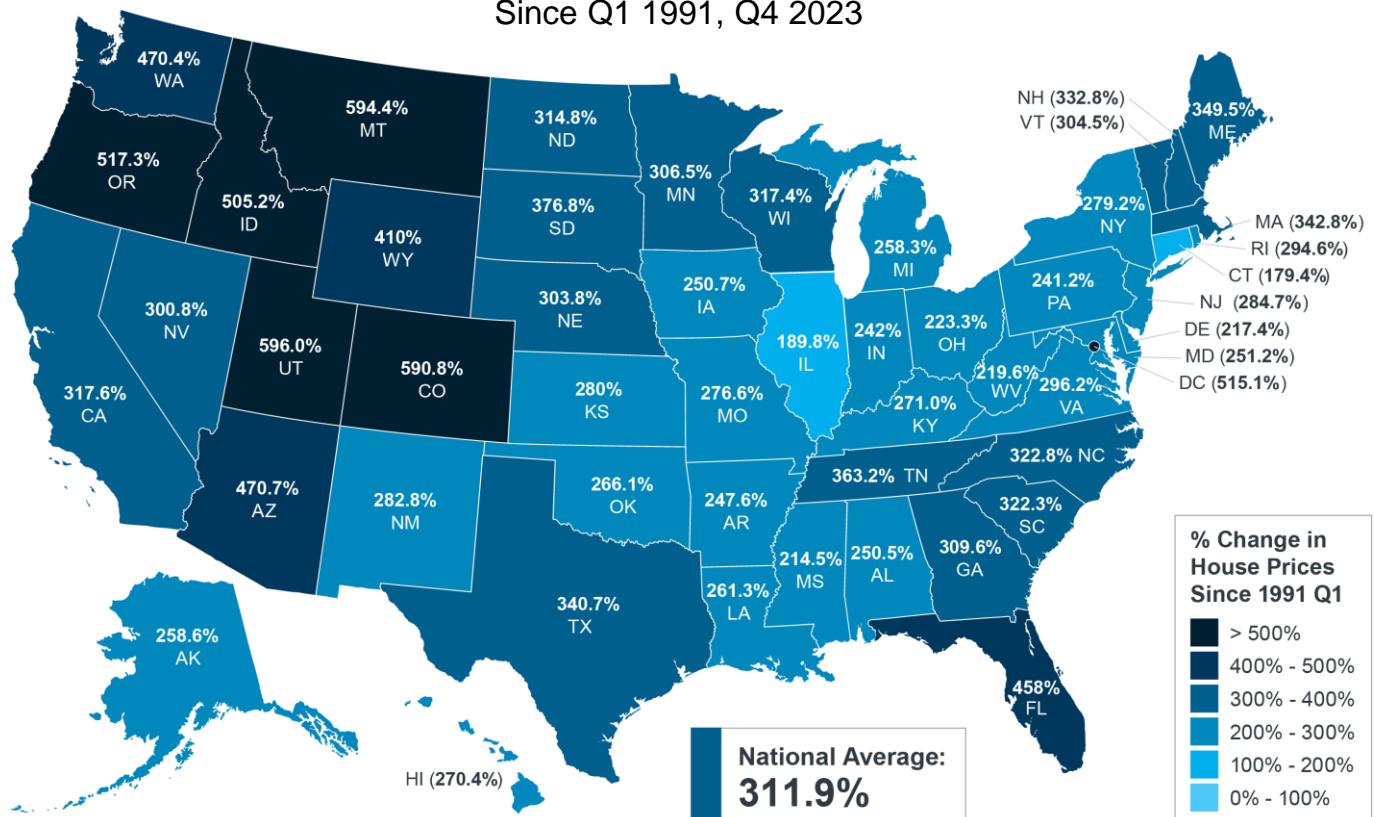 Since Q1 1991, Q4 2023
470.4%
WA
594.4%
MT
314.8%
ND
306.5%
MN
317.4%
WI
258.3%
MI
279.2%
NY
NH (332.8%)
VT (304.5%)
349.5%
ME
517.3%
OR
505.2%
ID
410%
WY
376.8%
SD
MA (342.8%)
RI (294.6%)
CT (179.4%)
NJ (284.7%)
DE (217.4%)
MD (251.2%)
DC (515.1%)
300.8%
NV
596.0%
UT
590.8%
CO
303.8%
NE
250.7%
IA
189.8%
IL
242%
IN
223.3%
OH
241.2%
PA
317.6%
CA
280%
KS
276.6%
MO
271.0%
KY
219.6%
WV
296.2%
VA
470.7%
AZ
282.8%
NM
266.1%
OK
247.6%
AR
363.2% TN
322.8% NC
322.3%
SC
340.7%
TX
261.3%
LA
214.5%
MS
250.5%
AL
309.6%
GA
458%
FL
258.6%
AK
HI (270.4%)
National Average:
311.9%
% Change in
House Prices
Since 1991 Q1
> 500%
400% - 500%
300% - 400%
200% - 300%
100% - 200%
0% - 100%